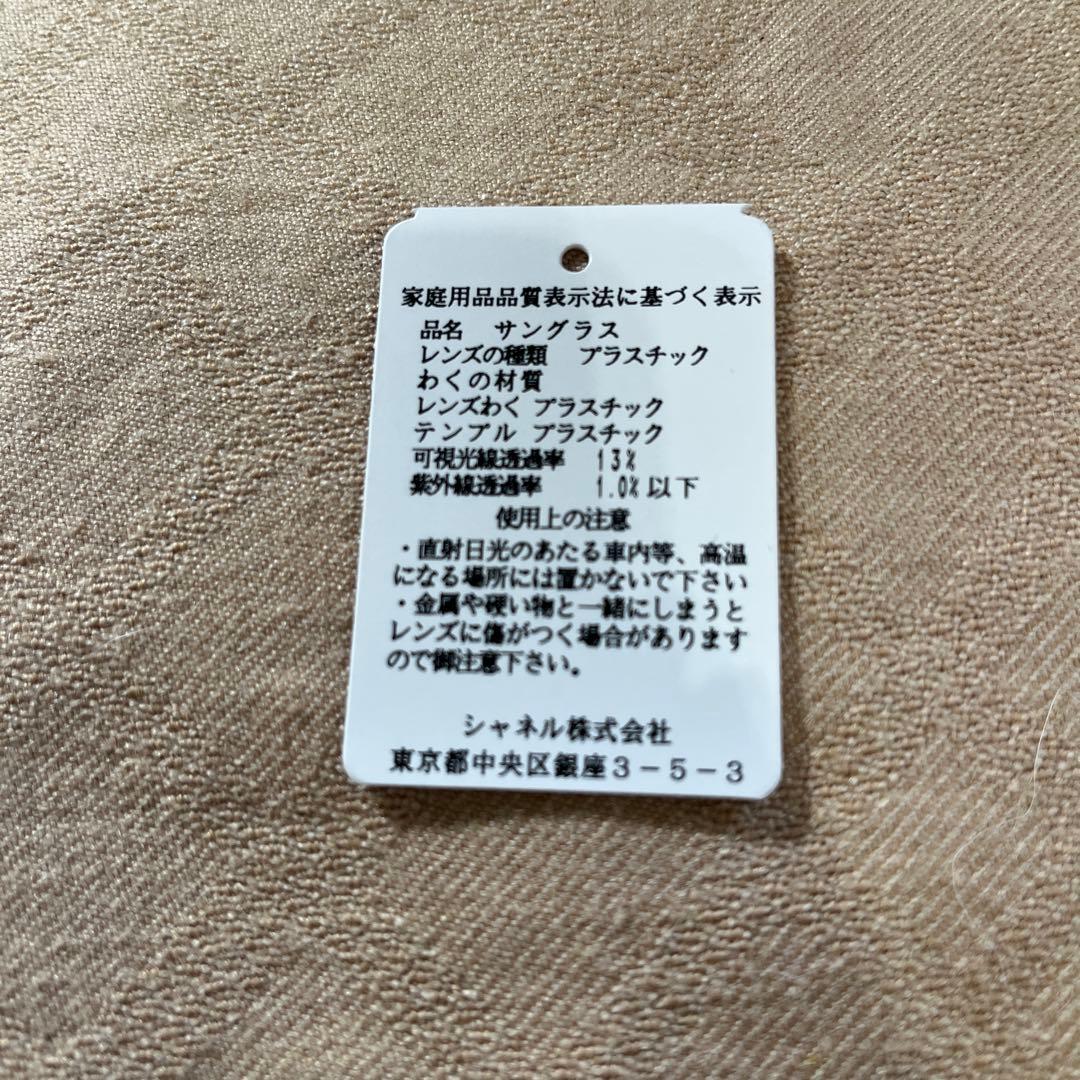 家庭用品品質表示法に基づく表示
品名 サングラス
レンズの種類 プラスチック
わくの材質
レンズわく プラスチック
テンプル プラスチック
可視光線透過率 13%
紫外線透過率 1.0%以下
使用上の注意
・直射日光のあたる車内等、高温
になる場所には置かないで下さい
・金属や硬い物と一緒にしまうと
レンズに傷がつく場合があります
ので御注意下さい。
シャネル株式会社
東京都中央区銀座3-5-3